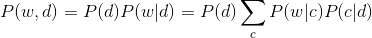 P(w,d) = P(d)P(w|d) = P(d) ∑_c P(w|c)P(c|d)